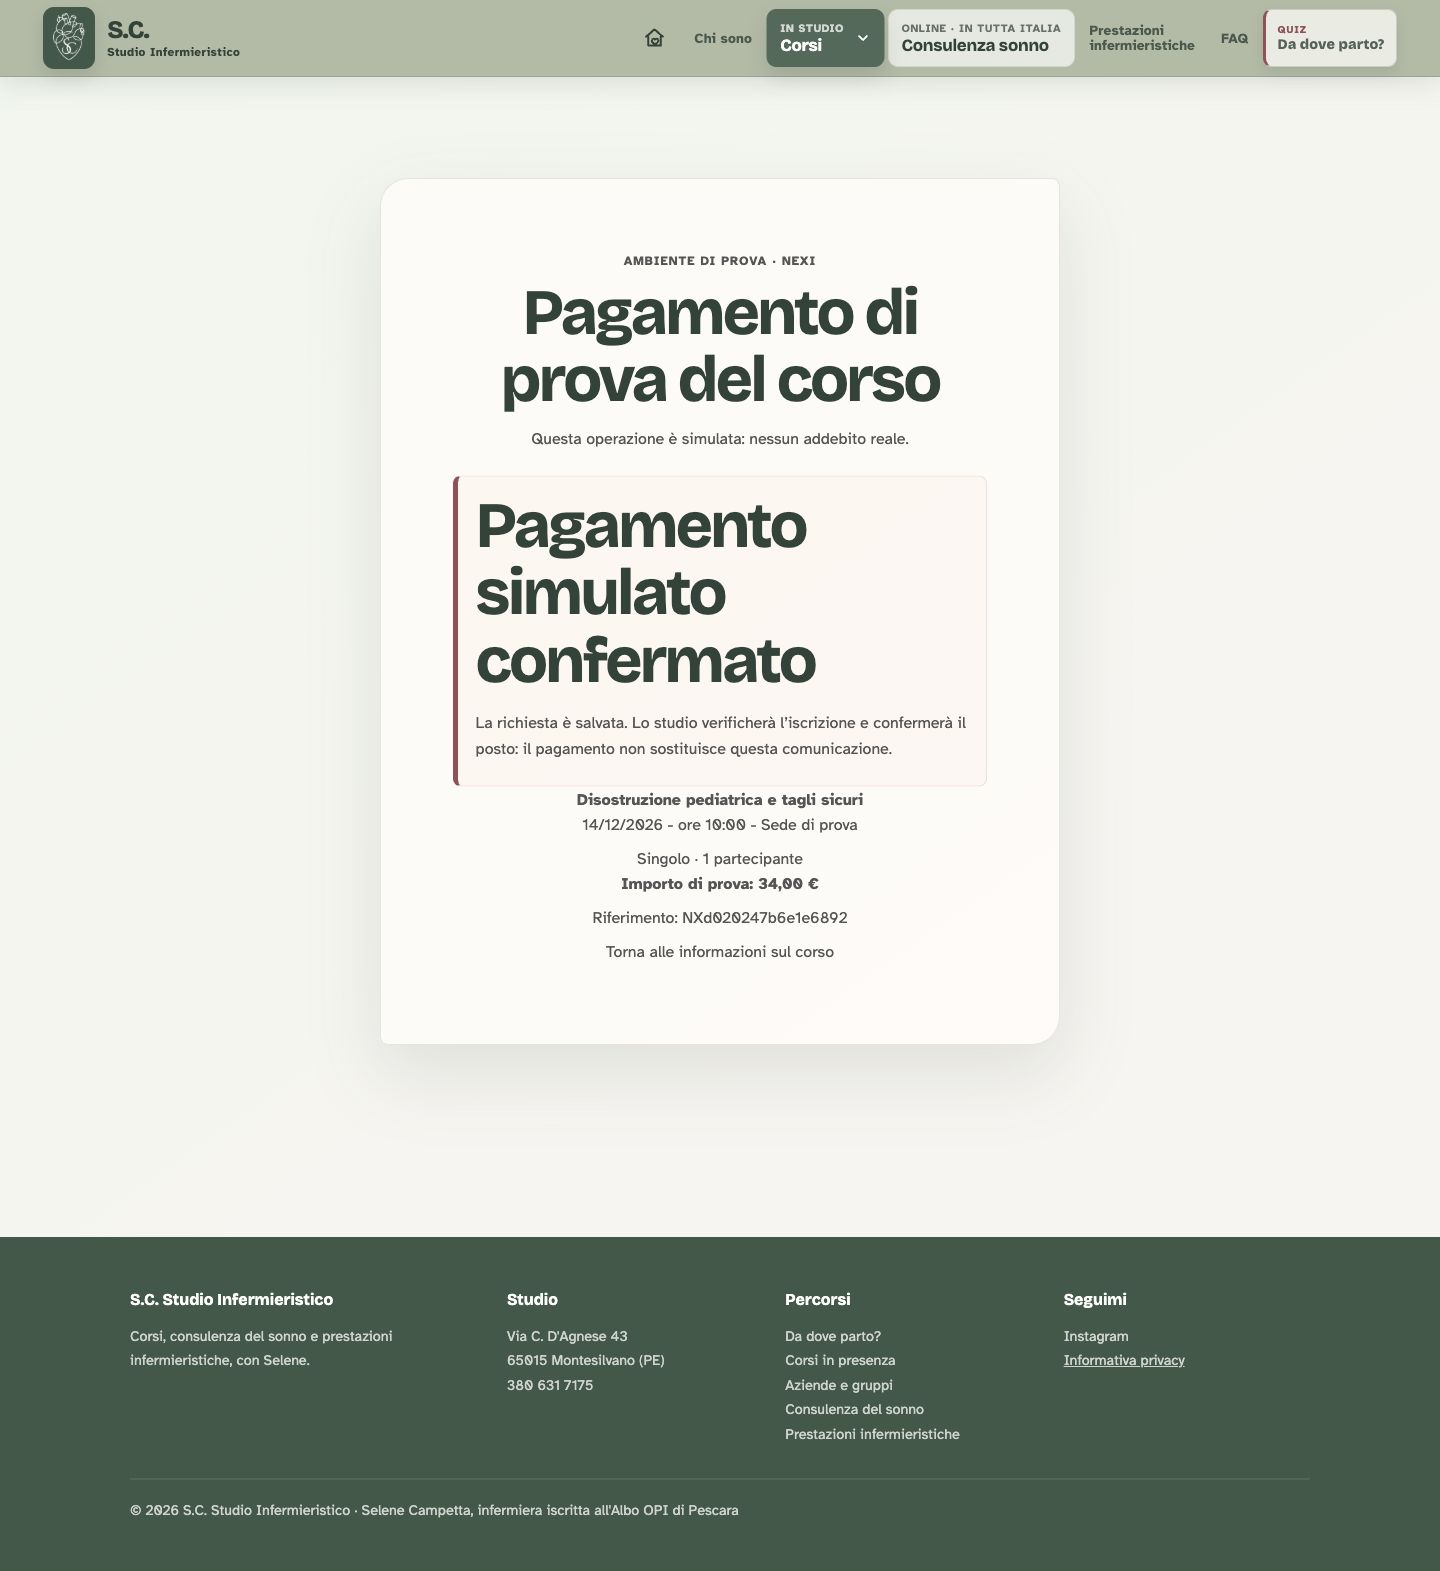 S.C.
Studio Infermieristico
Chi sono
IN STUDIO
Corsi
ONLINE · IN TUTTA ITALIA
Consulenza sonno
Prestazioni
infermieristiche
FAQ
QUIZ
Da dove parto?
AMBIENTE DI PROVA · NEXI
Pagamento di
prova del corso
Questa operazione è simulata: nessun addebito reale.
Pagamento
simulato
confermato
La richiesta è salvata. Lo studio verificherà l’iscrizione e confermerà il
posto: il pagamento non sostituisce questa comunicazione.
Disostruzione pediatrica e tagli sicuri
14/12/2026 - ore 10:00 - Sede di prova
Singolo · 1 partecipante
Importo di prova: 34,00 €
Riferimento: NXd020247b6e1e6892
Torna alle informazioni sul corso
S.C. Studio Infermieristico
Corsi, consulenza del sonno e prestazioni
infermieristiche, con Selene.
Studio
Via C. D'Agnese 43
65015 Montesilvano (PE)
380 631 7175
Percorsi
Da dove parto?
Corsi in presenza
Aziende e gruppi
Consulenza del sonno
Prestazioni infermieristiche
Seguimi
Instagram
Informativa privacy
© 2026 S.C. Studio Infermieristico · Selene Campetta, infermiera iscritta all'Albo OPI di Pescara